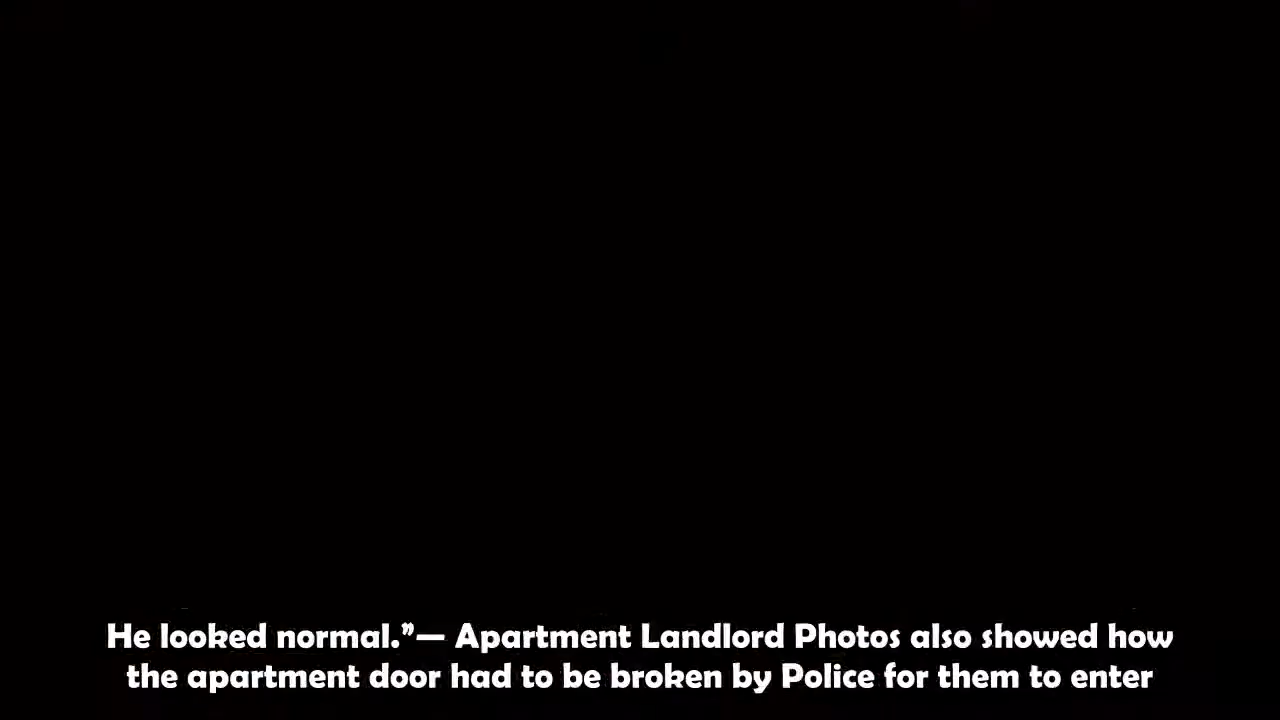 He looked normal.”— Apartment Landlord Photos also showed how
the apartment door had to be broken by Police for them to enter